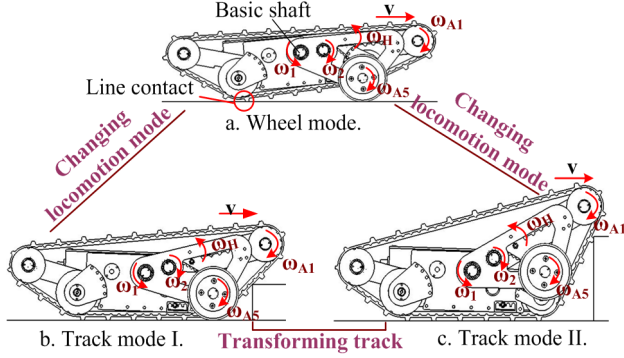 Basic shaft
v
ωA1
ωH
ω1
ω2
ωA5
Line contact
a. Wheel mode.
Changing
locomotion mode
Changing
locomotion mode
v
ωH
ωA1
ω1
ω2
ωA5
v
ωH
ωA1
ω1
ω2
ωA5
b. Track mode I.
Transforming track
c. Track mode II.